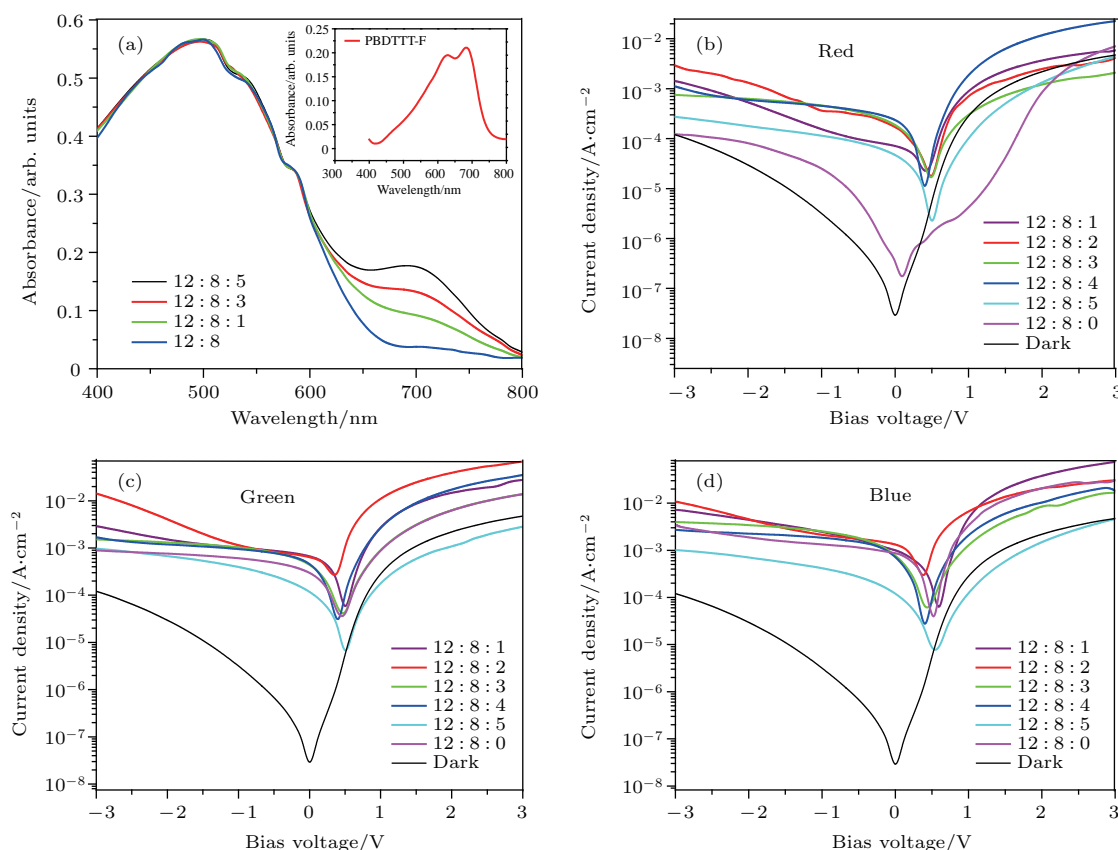 (a)
Absorbance/arb. units
0.6
0.5
0.4
0.3
0.2
0.1
0
400
500
600
700
800
Wavelength/nm
12 : 8 : 5
12 : 8 : 3
12 : 8 : 1
12 : 8
PBDTTT-F
Absorbance/arb. units
0.25
0.20
0.15
0.10
0.05
0
300 400 500 600 700 800
Wavelength/nm
(b)
Red
Current density/A·cm⁻²
10⁻²
10⁻³
10⁻⁴
10⁻⁵
10⁻⁶
10⁻⁷
10⁻⁸
−3 −2 −1 0 1 2 3
Bias voltage/V
12 : 8 : 1
12 : 8 : 2
12 : 8 : 3
12 : 8 : 4
12 : 8 : 5
12 : 8 : 0
Dark
(c)
Green
Current density/A·cm⁻²
10⁻²
10⁻³
10⁻⁴
10⁻⁵
10⁻⁶
10⁻⁷
10⁻⁸
−3 −2 −1 0 1 2 3
Bias voltage/V
12 : 8 : 1
12 : 8 : 2
12 : 8 : 3
12 : 8 : 4
12 : 8 : 5
12 : 8 : 0
Dark
(d)
Blue
Current density/A·cm⁻²
10⁻²
10⁻³
10⁻⁴
10⁻⁵
10⁻⁶
10⁻⁷
10⁻⁸
−3 −2 −1 0 1 2 3
Bias voltage/V
12 : 8 : 1
12 : 8 : 2
12 : 8 : 3
12 : 8 : 4
12 : 8 : 5
12 : 8 : 0
Dark